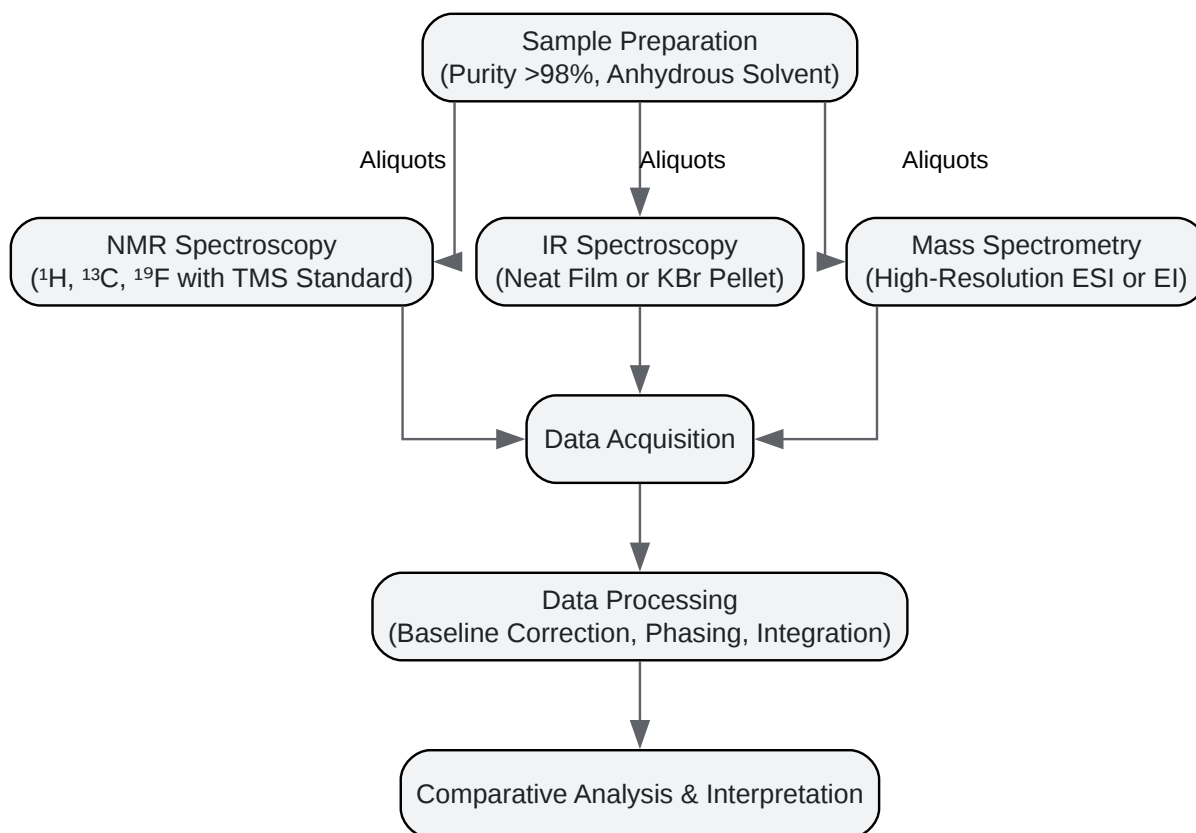 Sample Preparation
(Purity >98%, Anhydrous Solvent)
Aliquots
Aliquots
Aliquots
NMR Spectroscopy
(¹H, ¹³C, ¹⁹F with TMS Standard)
IR Spectroscopy
(Neat Film or KBr Pellet)
Mass Spectrometry
(High-Resolution ESI or EI)
Data Acquisition
Data Processing
(Baseline Correction, Phasing, Integration)
Comparative Analysis & Interpretation